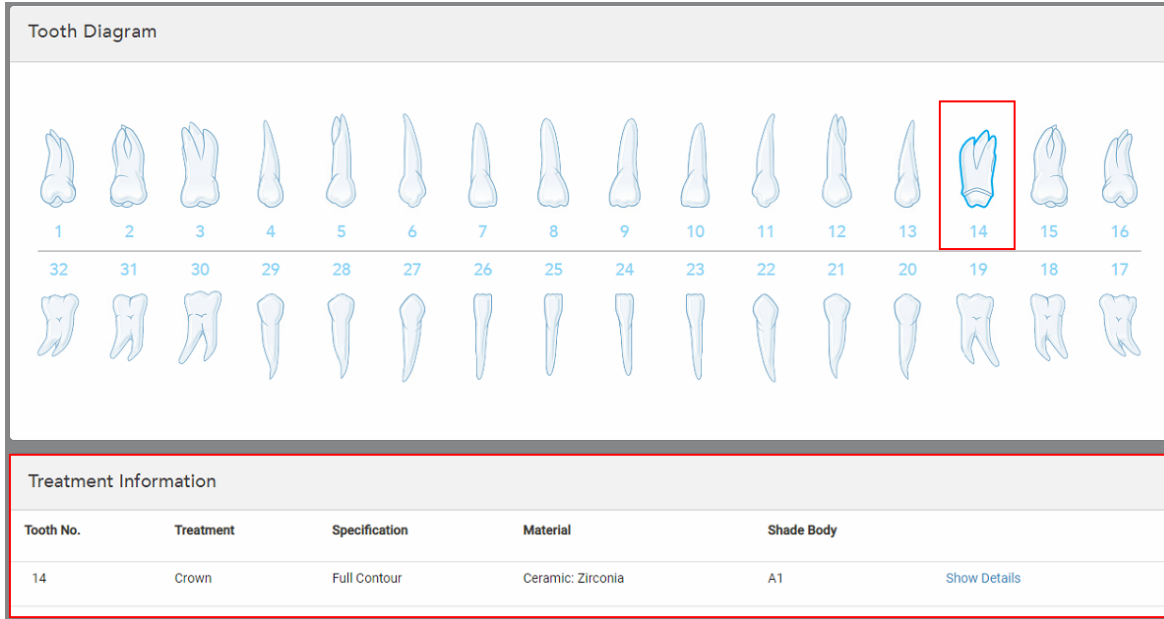 Tooth Diagram
1 2 3 4 5 6 7 8 9 10 11 12 13 14 15 16
32 31 30 29 28 27 26 25 24 23 22 21 20 19 18 17
Treatment Information
Tooth No. Treatment Specification Material Shade Body
14 Crown Full Contour Ceramic: Zirconia A1 Show Details